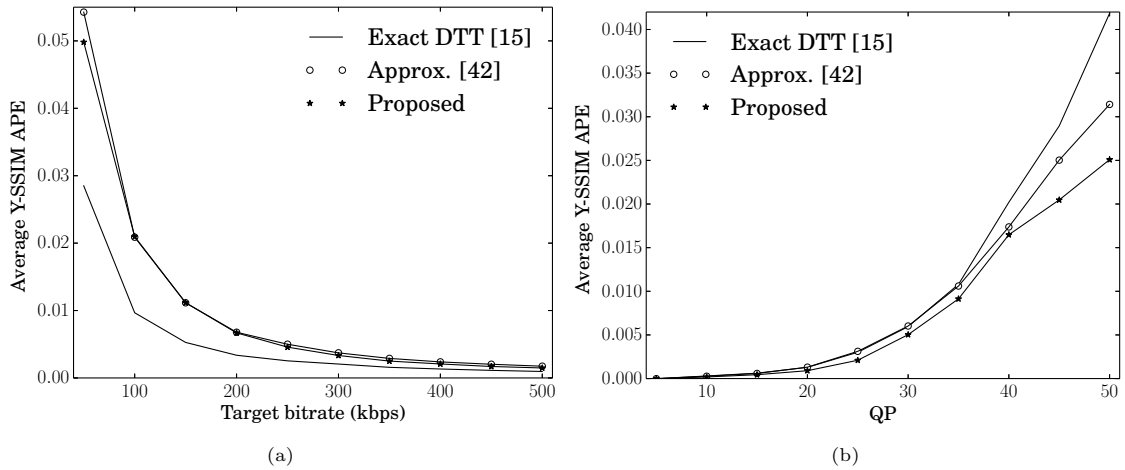 Average Y-SSIM APE
0.05
0.04
0.03
0.02
0.01
0.00
Exact DTT [15]
Approx. [42]
Proposed
100 200 300 400 500
Target bitrate (kbps)
(a)
Average Y-SSIM APE
0.040
0.035
0.030
0.025
0.020
0.015
0.010
0.005
0.000
Exact DTT [15]
Approx. [42]
Proposed
10 20 30 40 50
QP
(b)